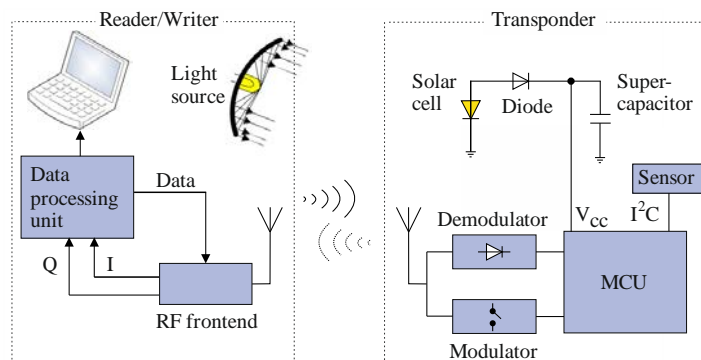 Reader/Writer
Light
source
Data
processing
unit
Data
Q
I
RF frontend
Transponder
Solar
cell
Diode
Super-
capacitor
Sensor
Demodulator
V_CC
I²C
MCU
Modulator